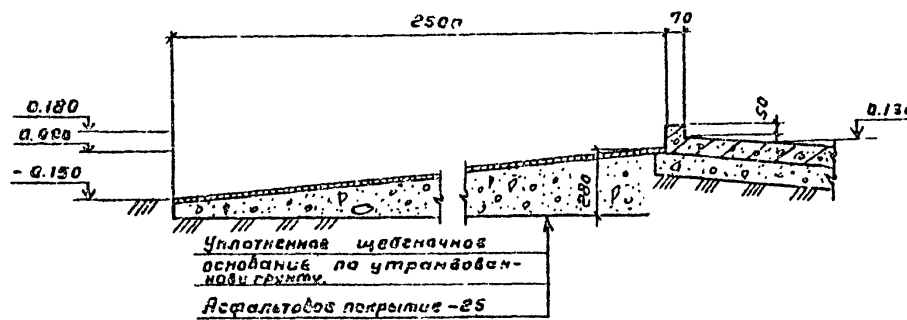 2500
70
0.180
0.000
- 0.150
50
0.130
280
Уплотненное щебеночное
основание по утрамбован-
ному грунту.
Асфальтовое покрытие -25